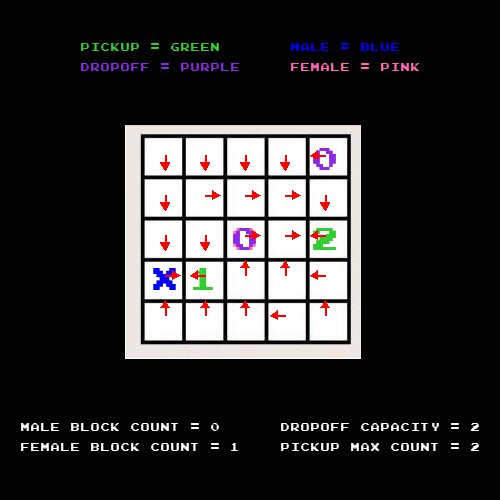 PICKUP = GREEN MALE = BLUE
DROPOFF = PURPLE FEMALE = PINK
0
0 2
X 1
MALE BLOCK COUNT = 0 DROPOFF CAPACITY = 2
FEMALE BLOCK COUNT = 1 PICKUP MAX COUNT = 2